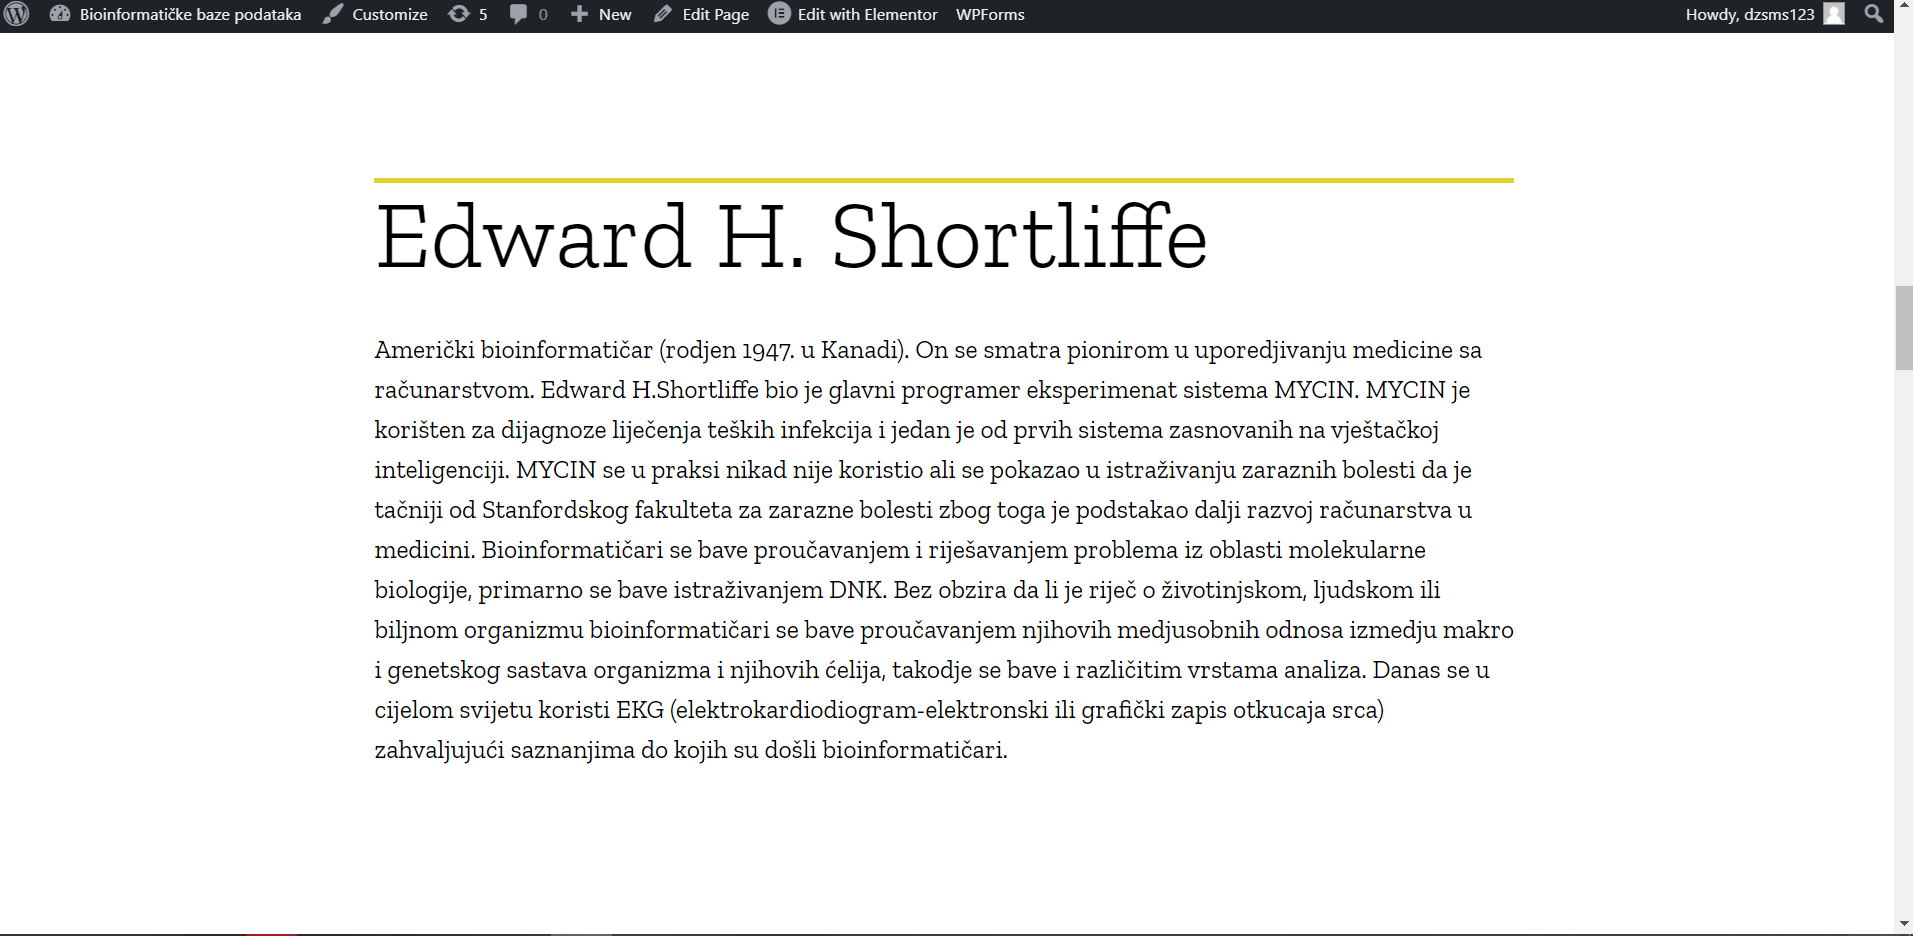 Bioinformatičke baze podataka Customize 5 0 New Edit Page Edit with Elementor WPForms Howdy, dzsms123
Edward H. Shortliffe
Američki bioinformatičar (rodjen 1947. u Kanadi). On se smatra pionirom u uporedjivanju medicine sa
računarstvom. Edward H.Shortliffe bio je glavni programer eksperimenat sistema MYCIN. MYCIN je
korišten za dijagnoze liječenja teških infekcija i jedan je od prvih sistema zasnovanih na vještačkoj
inteligenciji. MYCIN se u praksi nikad nije koristio ali se pokazao u istraživanju zaraznih bolesti da je
tačniji od Stanfordskog fakulteta za zarazne bolesti zbog toga je podstakao dalji razvoj računarstva u
medicini. Bioinformatičari se bave proučavanjem i riješavanjem problema iz oblasti molekularne
biologije, primarno se bave istraživanjem DNK. Bez obzira da li je riječ o životinjskom, ljudskom ili
biljnom organizmu bioinformatičari se bave proučavanjem njihovih medjusobnih odnosa izmedju makro
i genetskog sastava organizma i njihovih ćelija, takodje se bave i različitim vrstama analiza. Danas se u
cijelom svijetu koristi EKG (elektrokardiodiogram-elektronski ili grafički zapis otkucaja srca)
zahvaljujući saznanjima do kojih su došli bioinformatičari.